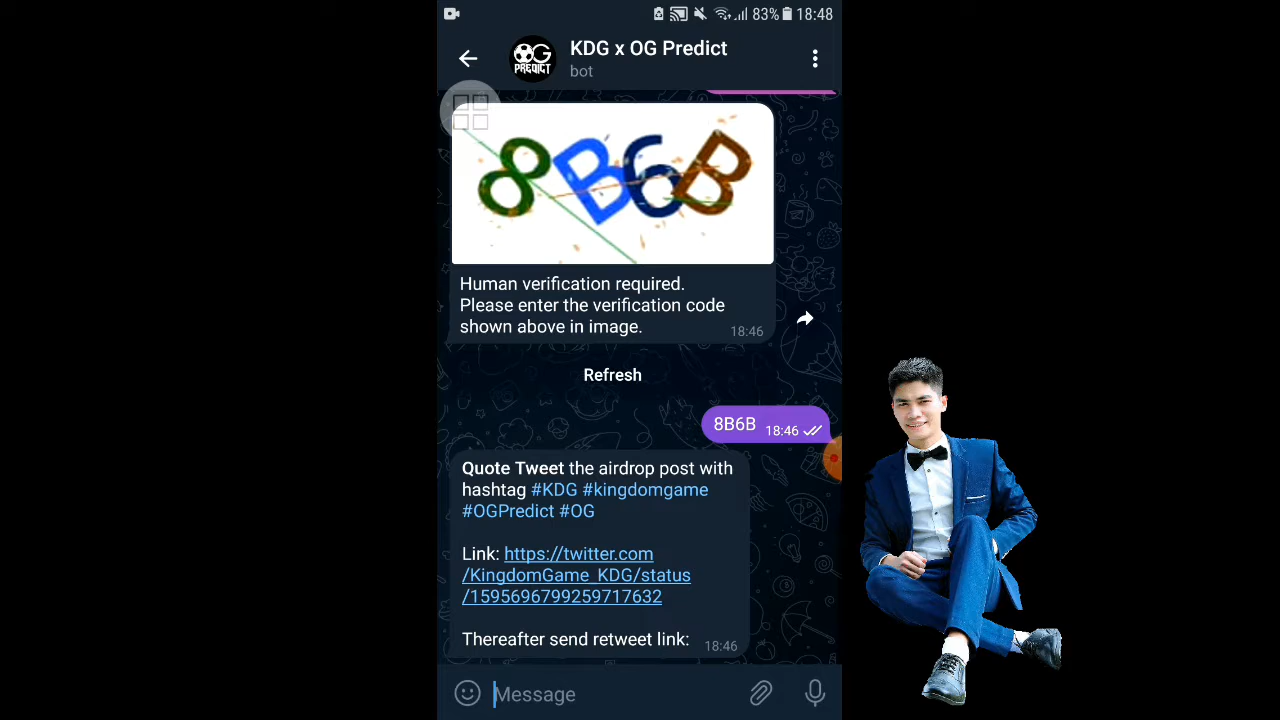 83% 18:48
KDG x OG Predict
bot
OG
PREDICT
8B6B
Human verification required.
Please enter the verification code
shown above in image.
18:46
Refresh
8B6B 18:46
Quote Tweet the airdrop post with
hashtag #KDG #kingdomgame
#OGPredict #OG
Link: https://twitter.com
/KingdomGame_KDG/status
/1595696799259717632
Thereafter send retweet link:
18:46
Message